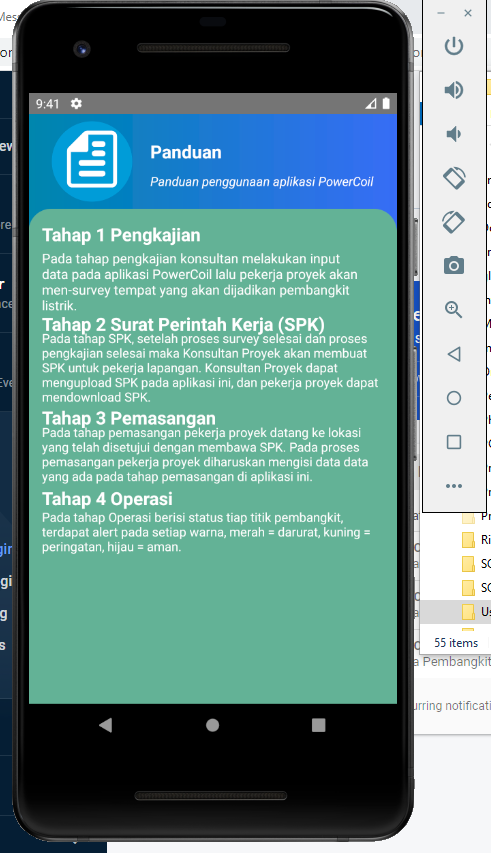 9:41
Panduan
Panduan penggunaan aplikasi PowerCoil
Tahap 1 Pengkajian
Pada tahap pengkajian konsultan melakukan input
data pada aplikasi PowerCoil lalu pekerja proyek akan
men-survey tempat yang akan dijadikan pembangkit
listrik.
Tahap 2 Surat Perintah Kerja (SPK)
Pada tahap SPK, setelah proses survey selesai dan proses
pengkajian selesai maka Konsultan Proyek akan membuat
SPK untuk pekerja lapangan. Konsultan Proyek dapat
mengupload SPK pada aplikasi ini, dan pekerja proyek dapat
mendownload SPK.
Tahap 3 Pemasangan
Pada tahap pemasangan pekerja proyek datang ke lokasi
yang telah disetujui dengan membawa SPK. Pada proses
pemasangan pekerja proyek diharuskan mengisi data data
yang ada pada tahap pemasangan di aplikasi ini.
Tahap 4 Operasi
Pada tahap Operasi berisi status tiap titik pembangkit,
terdapat alert pada setiap warna, merah = darurat, kuning =
peringatan, hijau = aman.
55 items
Pembangkit